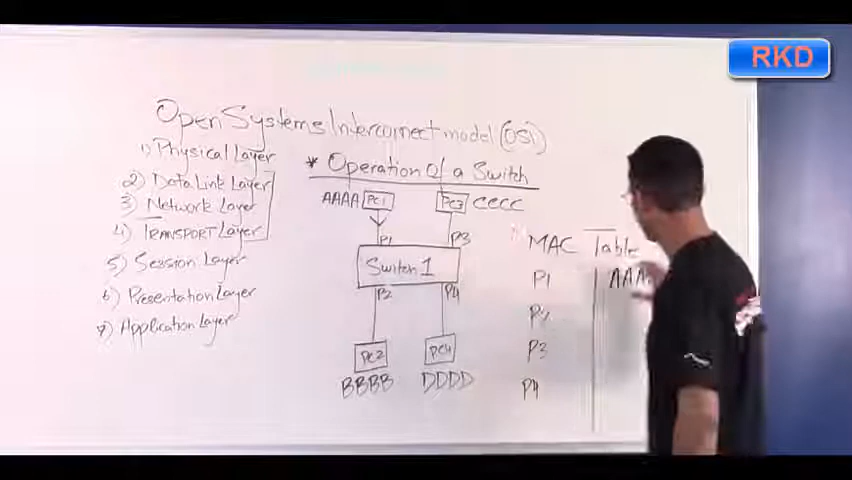 RKD
Open Systems Interconnect model (OSI)
1) Physical Layer
2) Data Link Layer
3) Network Layer
4) TRANSPORT Layer
5) Session Layer
6) Presentation Layer
7) Application Layer
* Operation Of a Switch
AAAA PC1
PC3 CCCC
P1
P3
Switch 1
P2
P4
PC2
PC4
BBBB
DDDD
MAC Table
P1 AAA
P2
P3
P4